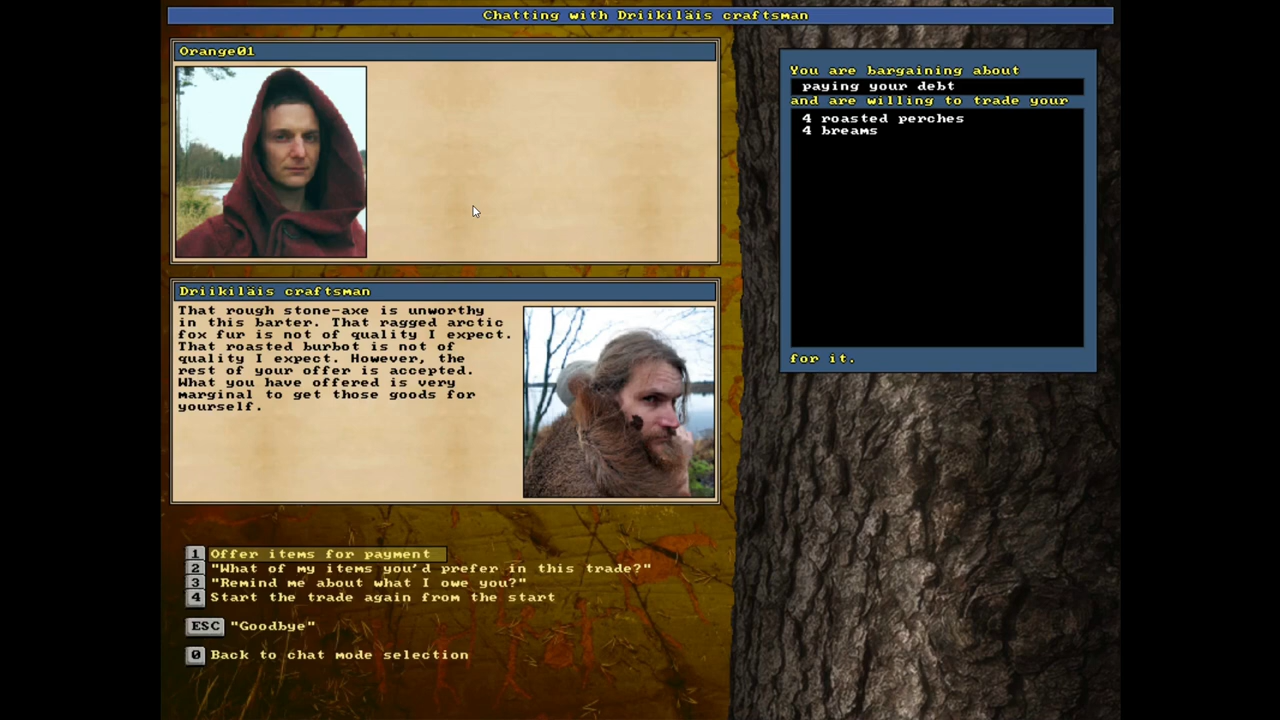 Chatting with Driikiläis craftsman
Orange01
You are bargaining about
paying your debt
and are willing to trade your
4 roasted perches
4 breams
for it.
Driikiläis craftsman
That rough stone-axe is unworthy
in this barter. That ragged arctic
fox fur is not of quality I expect.
That roasted burbot is not of
quality I expect. However, the
rest of your offer is accepted.
What you have offered is very
marginal to get those goods for
yourself.
1 Offer items for payment
2 "What of my items you'd prefer in this trade?"
3 "Remind me about what I owe you?"
4 Start the trade again from the start
ESC "Goodbye"
0 Back to chat mode selection